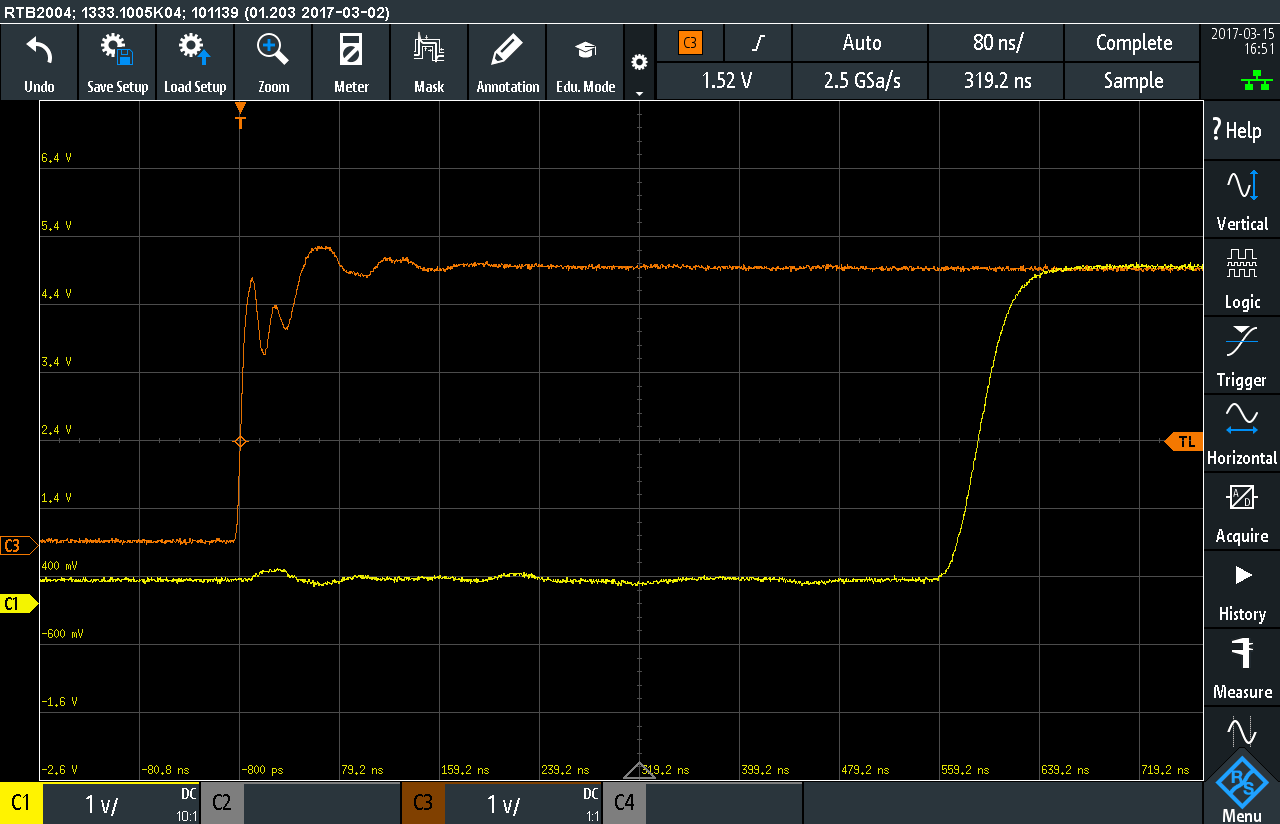 RTB2004; 1333.1005K04; 101139 (01.203 2017-03-02)
Undo
Save Setup
Load Setup
Zoom
Meter
Mask
Annotation
Edu. Mode
C3
Auto
80 ns/
Complete
1.52 V
2.5 GSa/s
319.2 ns
Sample
2017-03-15
16:51
T
6.4 V
5.4 V
4.4 V
3.4 V
2.4 V
1.4 V
400 mV
-600 mV
-1.6 V
-2.6 V
C3
C1
TL
-80.8 ns
-800 ps
79.2 ns
159.2 ns
239.2 ns
319.2 ns
399.2 ns
479.2 ns
559.2 ns
639.2 ns
719.2 ns
? Help
Vertical
Logic
Trigger
Horizontal
A
D
Acquire
History
Measure
R S
Menu
C1
1 V/
DC
10:1
C2
C3
1 V/
DC
1:1
C4